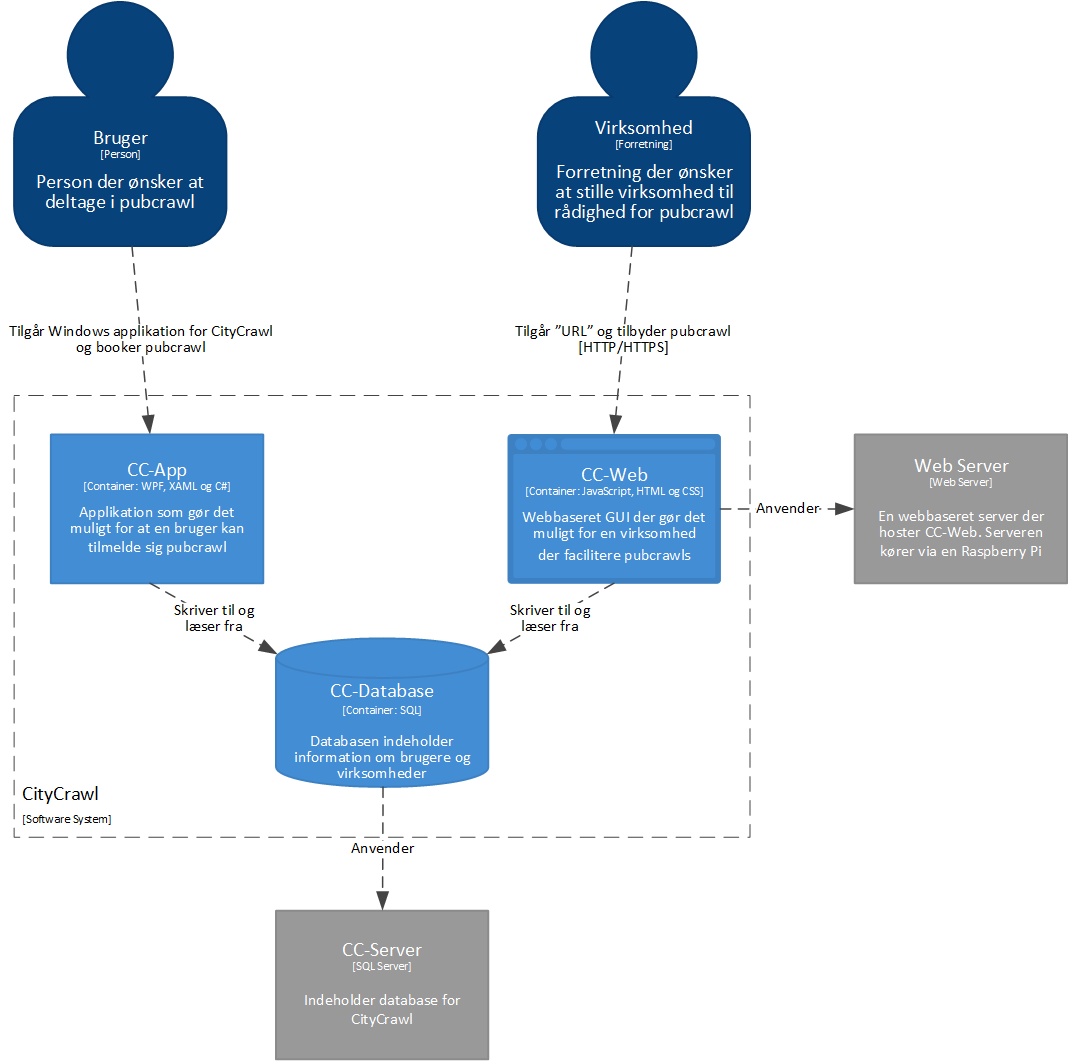 Bruger
[Person]
Person der ønsker at
deltage i pubcrawl
Virksomhed
[Forretning]
Forretning der ønsker
at stille virksomhed til
rådighed for pubcrawl
Tilgår Windows applikation for CityCrawl
og booker pubcrawl
Tilgår ”URL” og tilbyder pubcrawl
[HTTP/HTTPS]
CC-App
[Container: WPF, XAML og C#]
Applikation som gør det
muligt for at en bruger kan
tilmelde sig pubcrawl
CC-Web
[Container: JavaScript, HTML og CSS]
Webbaseret GUI der gør det
muligt for en virksomhed
der facilitere pubcrawls
Anvender
Web Server
[Web Server]
En webbaseret server der
hoster CC-Web. Serveren
kører via en Raspberry Pi
Skriver til og
læser fra
Skriver til og
læser fra
CC-Database
[Container: SQL]
Databasen indeholder
information om brugere og
virksomheder
CityCrawl
[Software System]
Anvender
CC-Server
[SQL Server]
Indeholder database for
CityCrawl